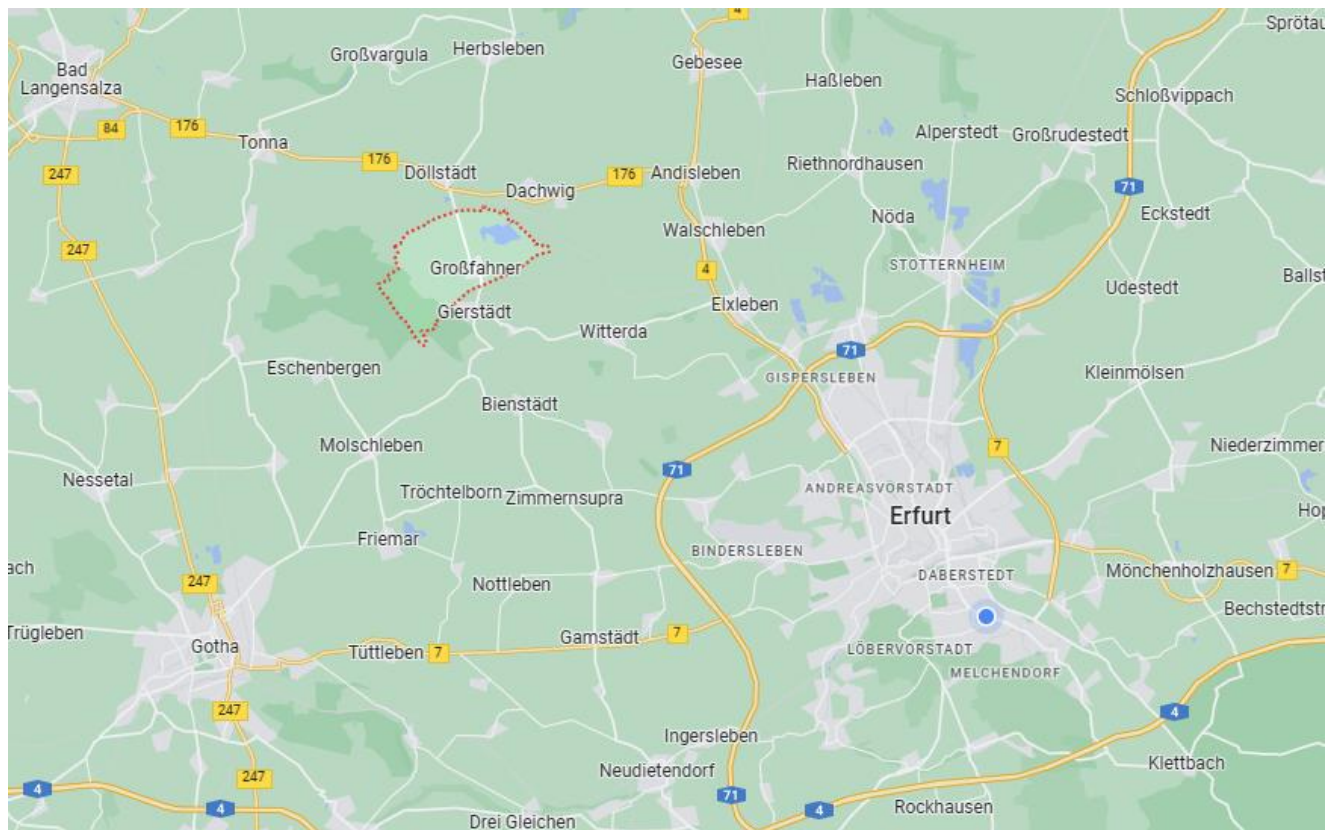 4
Sprötau
Großvargula
Herbsleben
Gebesee
Bad
Langensalza
Haßleben
Schloßvippach
84
176
Tonna
Alperstedt
Großrudestedt
176
Döllstädt
Riethnordhausen
247
Dachwig
176
Andisleben
71
Walschleben
Nöda
Eckstedt
247
Großfahner
4
STOTTERNHEIM
Ballst
Udestedt
Gierstädt
Elxleben
Witterda
71
Eschenbergen
GISPERSLEBEN
Kleinmölsen
Bienstädt
Molschleben
7
Niederzimmer
71
Nessetal
Tröchtelborn
Zimmernsupra
ANDREASVORSTADT
Erfurt
Hop
Friemar
BINDERSLEBEN
ach
247
Nottleben
DABERSTEDT
Mönchenholzhausen
7
Bechstedtstr
Trügleben
Gotha
Tüttleben
7
Gamstädt
7
LÖBERVORSTADT
MELCHENDORF
247
4
Ingersleben
Neudietendorf
Klettbach
247
4
4
71
4
Rockhausen
Drei Gleichen